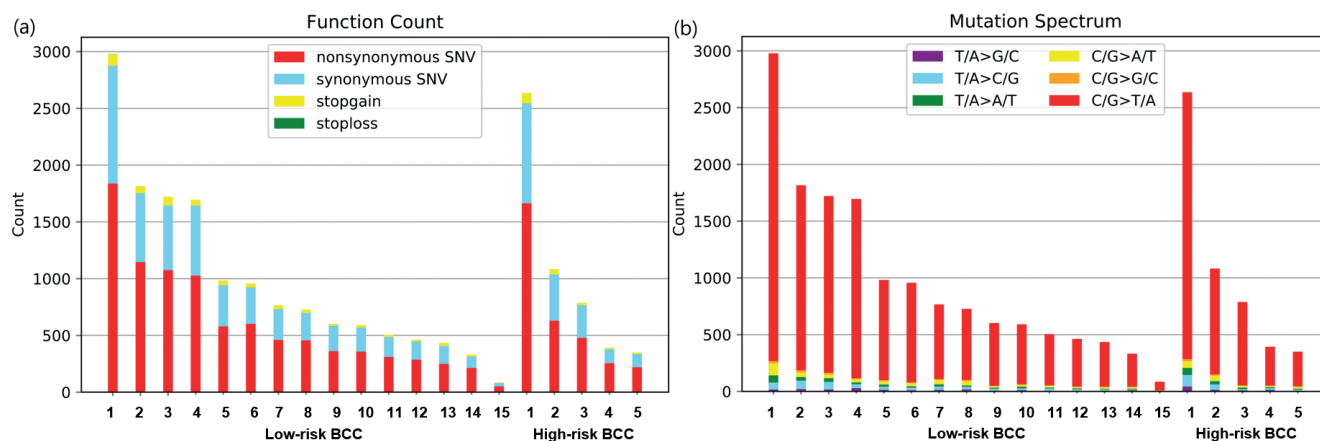 (a)
Function Count
Count
3000
2500
2000
1500
1000
500
0
nonsynonymous SNV
synonymous SNV
stopgain
stoploss
1 2 3 4 5 6 7 8 9 10 11 12 13 14 15 1 2 3 4 5
Low-risk BCC High-risk BCC
(b)
Mutation Spectrum
Count
3000
2500
2000
1500
1000
500
0
T/A>G/C C/G>A/T
T/A>C/G C/G>G/C
T/A>A/T C/G>T/A
1 2 3 4 5 6 7 8 9 10 11 12 13 14 15 1 2 3 4 5
Low-risk BCC High-risk BCC